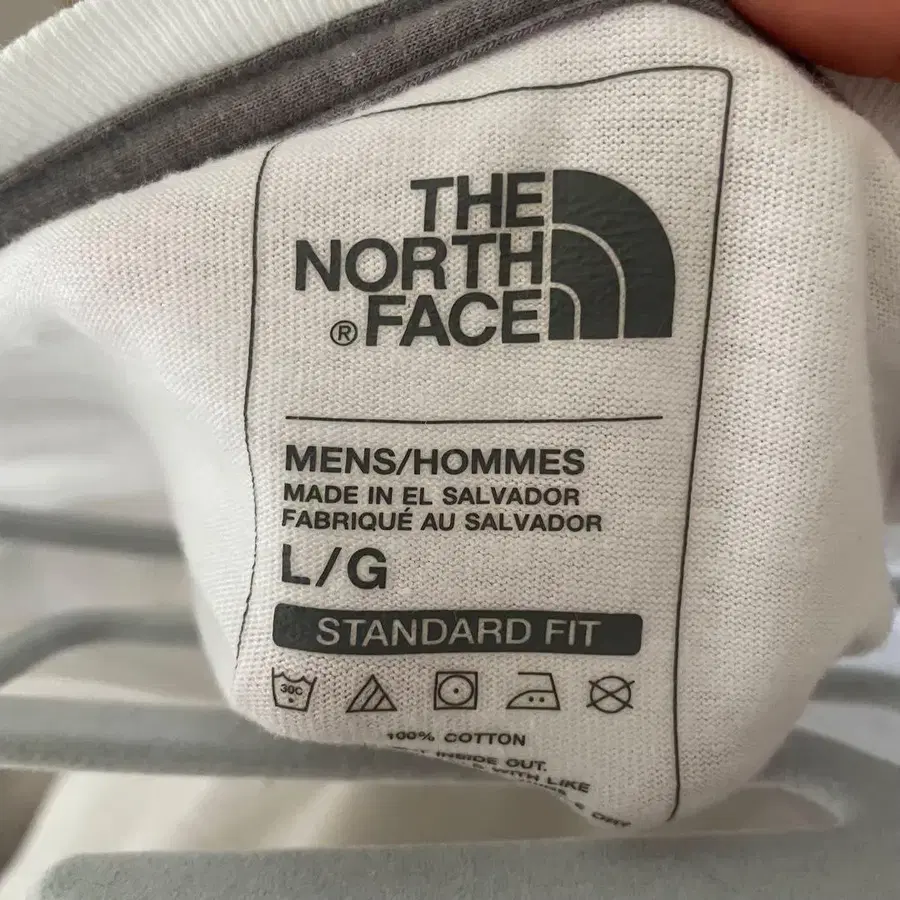 THE
NORTH
® FACE
MENS/HOMMES
MADE IN EL SALVADOR
FABRIQUÉ AU SALVADOR
L/G
STANDARD FIT
30C
100% COTTON
INSIDE OUT.
WITH LIKE
& DRY